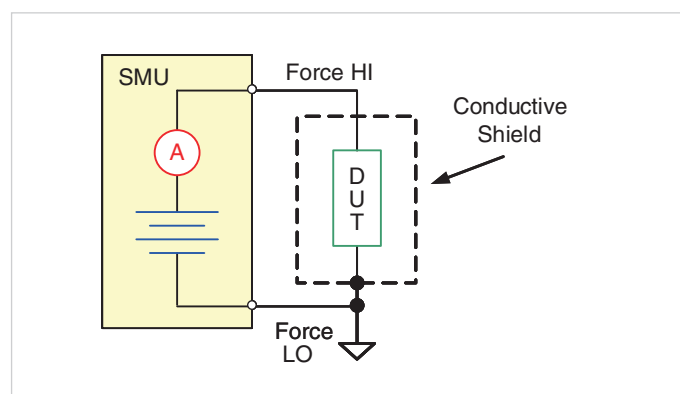 SMU
Force HI
Conductive
Shield
A
D
U
T
Force
LO